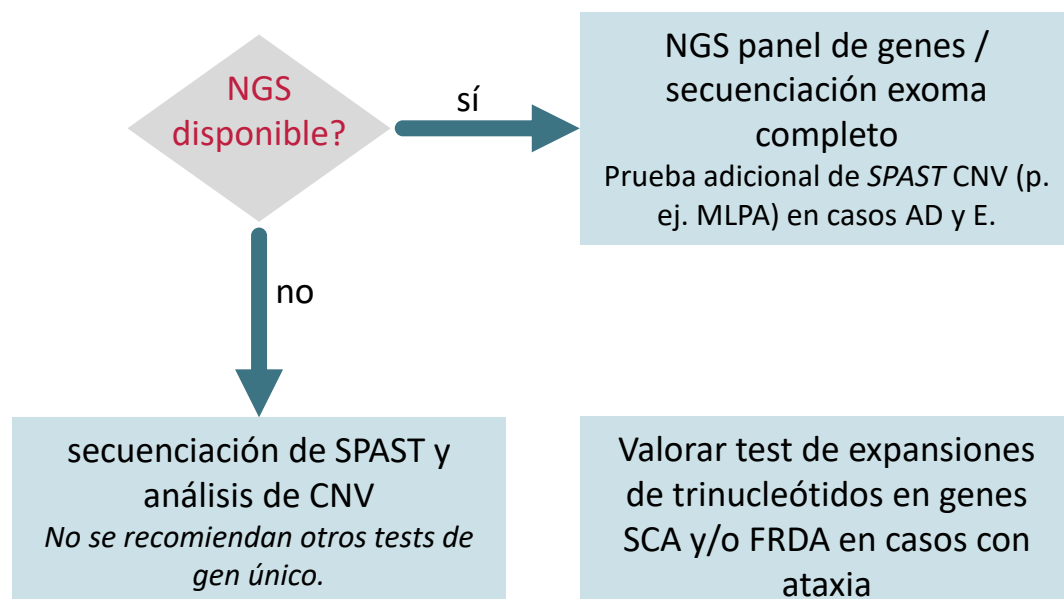 NGS
disponible?
sí
NGS panel de genes /
secuenciación exoma
completo
Prueba adicional de SPAST CNV (p.
ej. MLPA) en casos AD y E.
no
secuenciación de SPAST y
análisis de CNV
No se recomiendan otros tests de
gen único.
Valorar test de expansiones
de trinucleótidos en genes
SCA y/o FRDA en casos con
ataxia